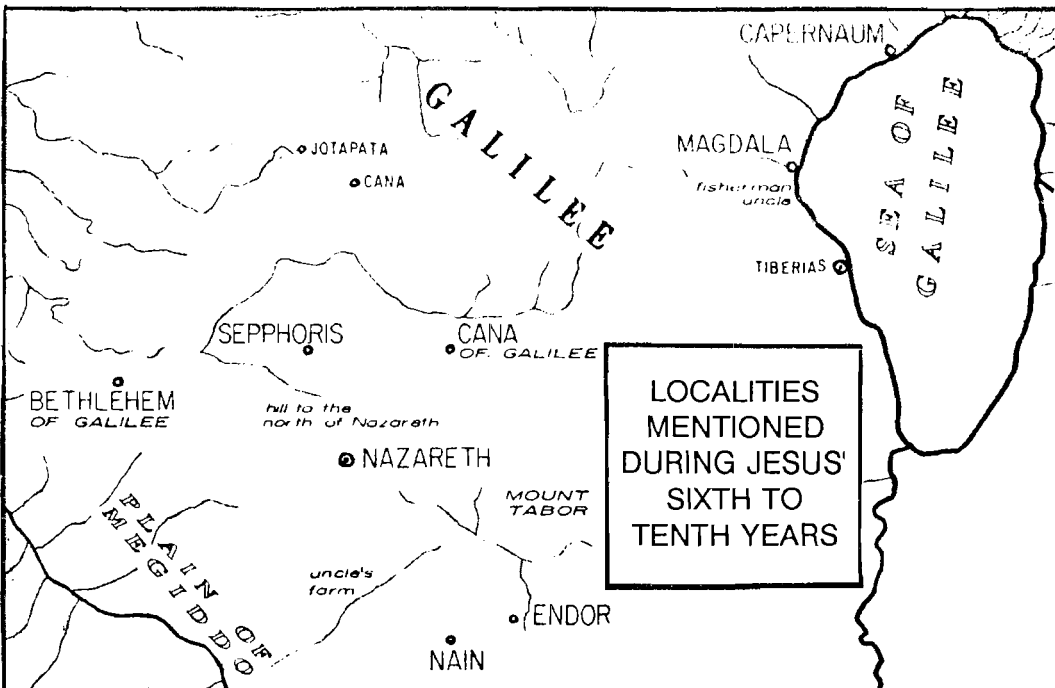 CAPERNAUM
GALILEE
SEA OF
GALILEE
JOTAPATA
CANA
MAGDALA
fisherman
uncle
TIBERIAS
SEPPHORIS
CANA
OF GALILEE
BETHLEHEM
OF GALILEE
hill to the
north of Nazareth
NAZARETH
LOCALITIES
MENTIONED
DURING JESUS'
SIXTH TO
TENTH YEARS
MOUNT
TABOR
PLAIN OF
MEGIDDO
uncle's
farm
ENDOR
NAIN